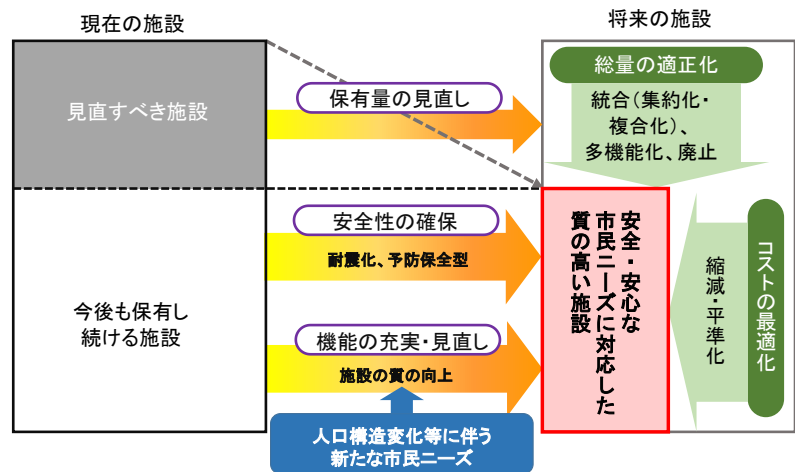 現在の施設
将来の施設
見直すべき施設
保有量の見直し
総量の適正化
統合(集約化・
複合化)、
多機能化、廃止
今後も保有し
続ける施設
安全性の確保
耐震化、予防保全型
機能の充実・見直し
施設の質の向上
人口構造変化等に伴う
新たな市民ニーズ
安全・安心な
市民ニーズに対応した
質の高い施設
コストの最適化
縮減・平準化